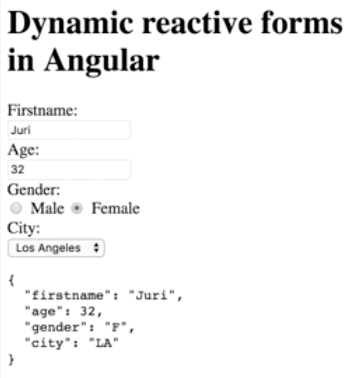 Dynamic reactive forms
in Angular
Firstname:
Juri
Age:
32
Gender:
Male Female
City:
Los Angeles
{
"firstname": "Juri",
"age": 32,
"gender": "F",
"city": "LA"
}